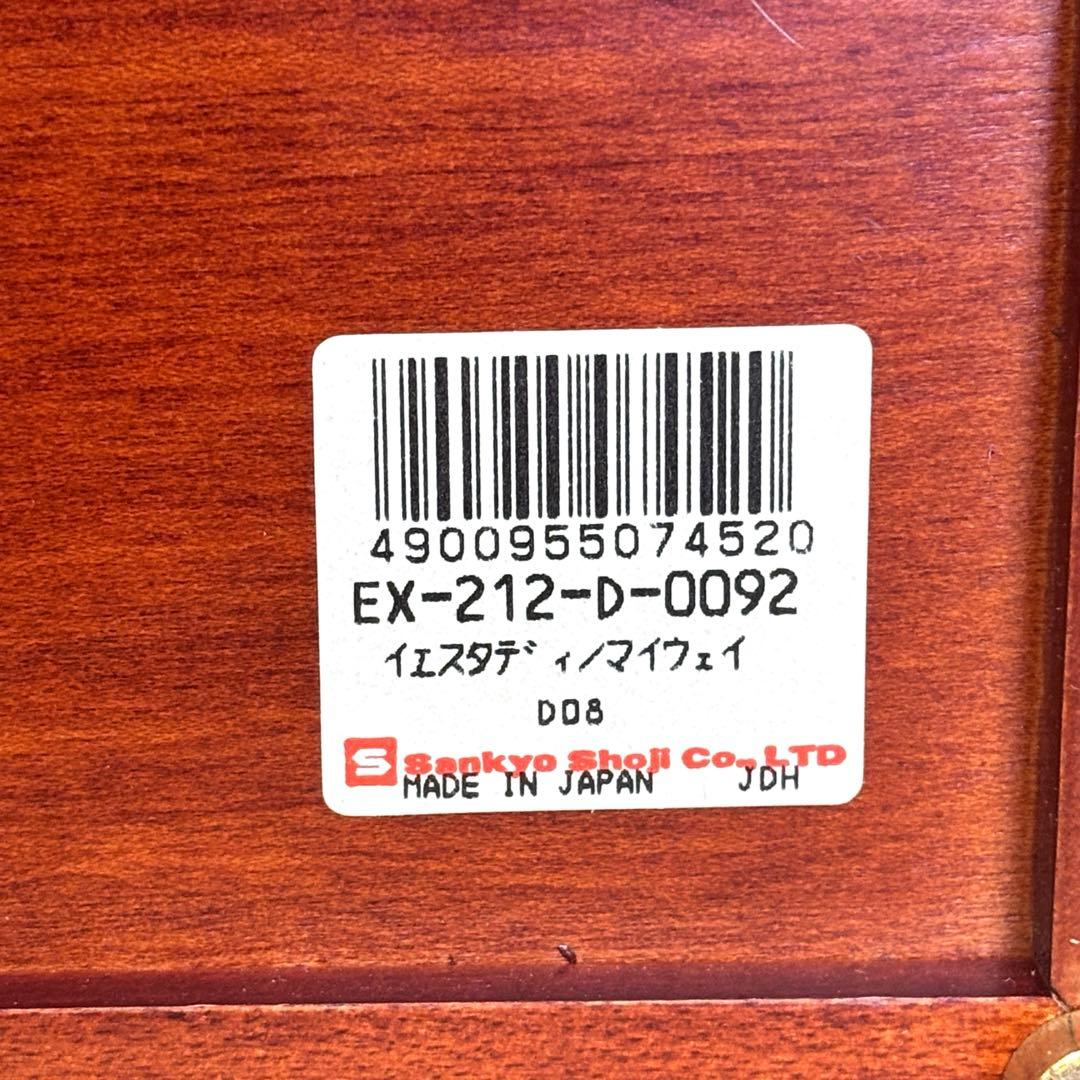 4900955074520
EX-212-D-0092
イエスタディ/マイウェイ
D08
S Sankyo Shoji Co., LTD
MADE IN JAPAN JDH